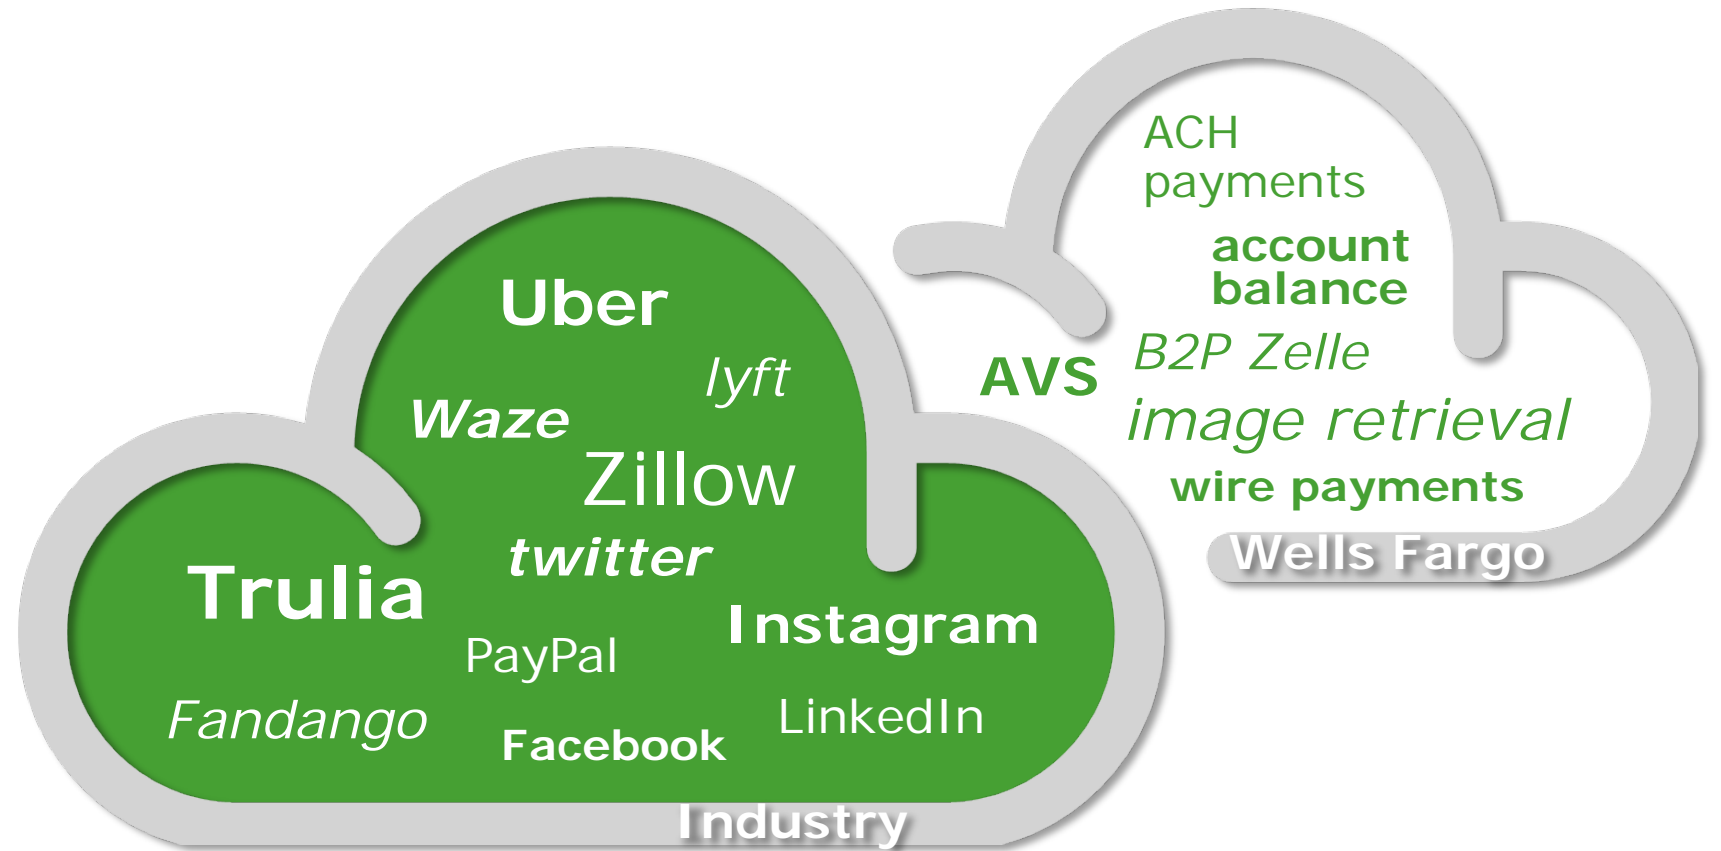 ACH
payments
account
balance
B2P Zelle
AVS
image retrieval
wire payments
Wells Fargo
Uber
lyft
Waze
Zillow
twitter
Trulia
Instagram
PayPal
Fandango
LinkedIn
Facebook
Industry